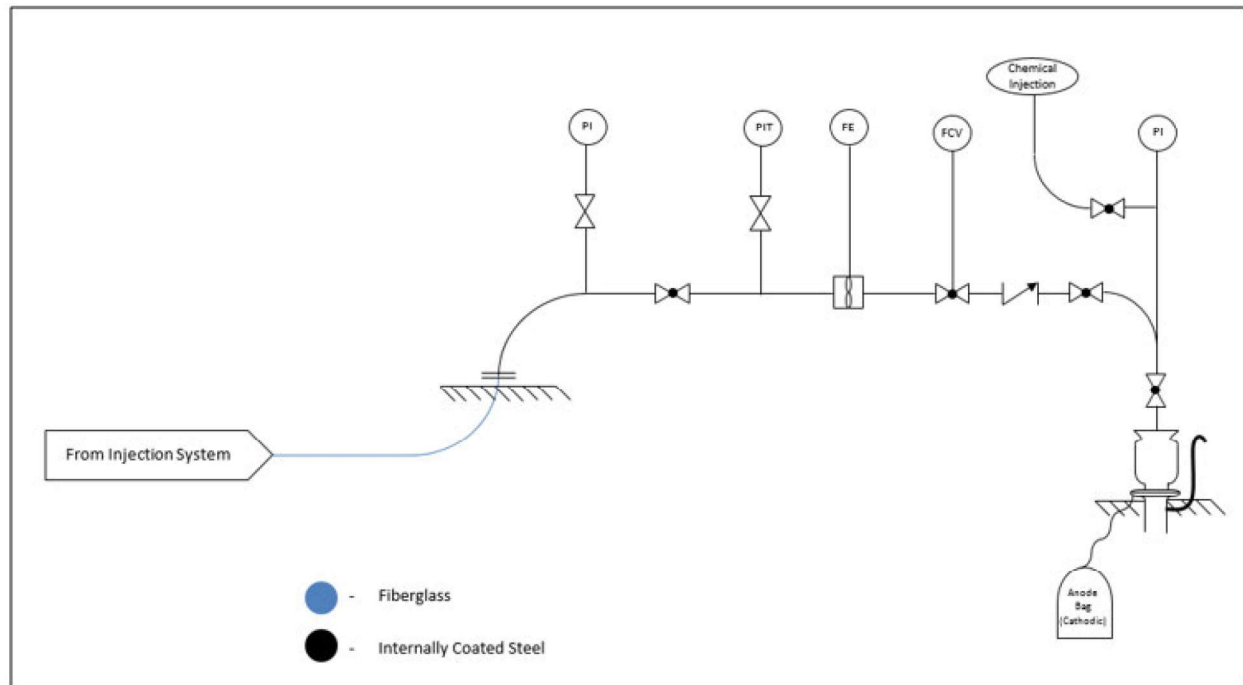 Chemical
Injection
PI
PIT
FE
FCV
PI
From Injection System
Anode
Bag
(Cathodic)
- Fiberglass
- Internally Coated Steel